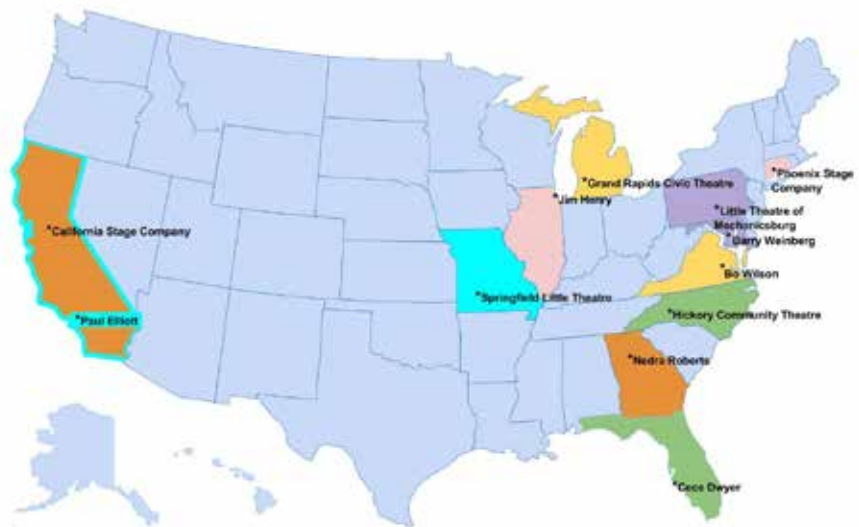 *Phoenix Stage
Company
*Grand Rapids Civic Theatre
*Jim Henry
*Little Theatre of
Mechanicsburg
*California Stage Company
*Barry Weinberg
*Bo Wilson
*Springfield Little Theatre
*Hickory Community Theatre
*Paul Elliott
*Nedra Roberts
*Cece Dwyer